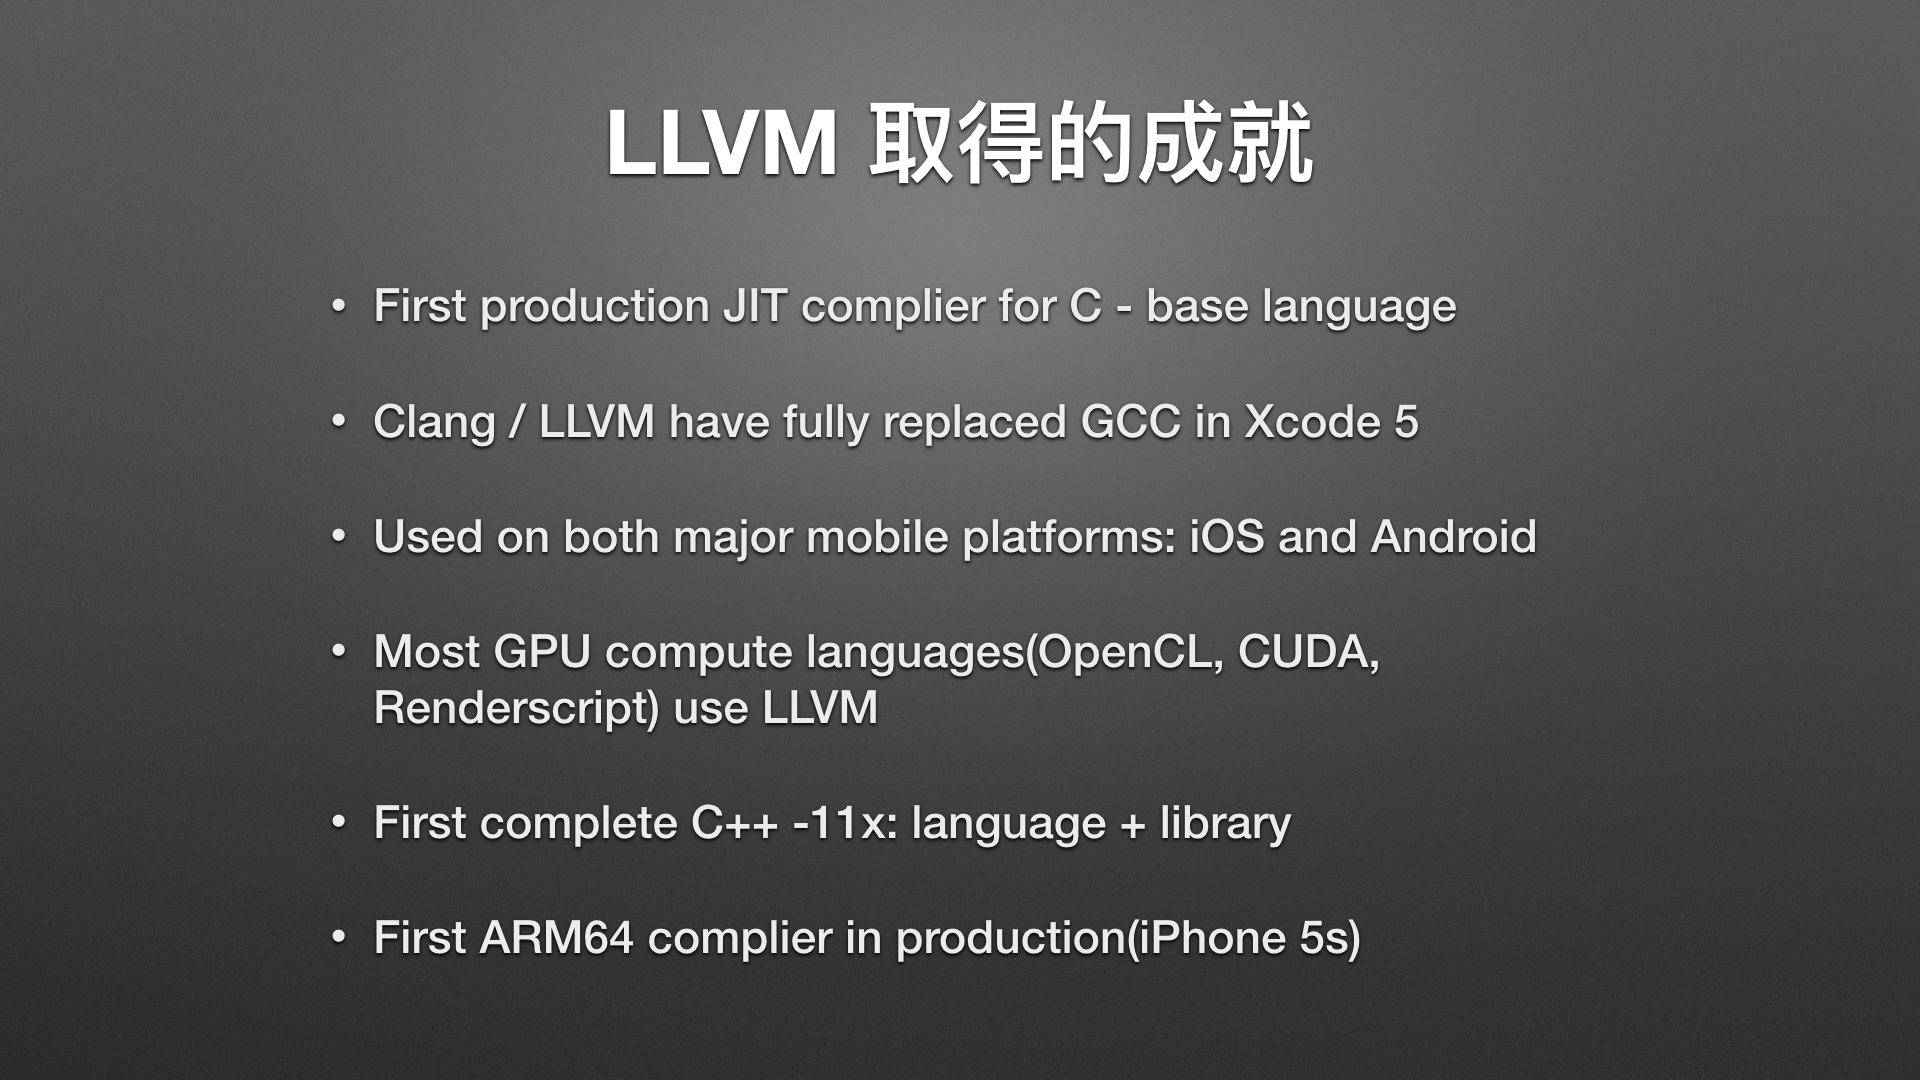 LLVM 取得的成就
• First production JIT complier for C - base language
• Clang / LLVM have fully replaced GCC in Xcode 5
• Used on both major mobile platforms: iOS and Android
• Most GPU compute languages(OpenCL, CUDA,
Renderscript) use LLVM
• First complete C++ -11x: language + library
• First ARM64 complier in production(iPhone 5s)